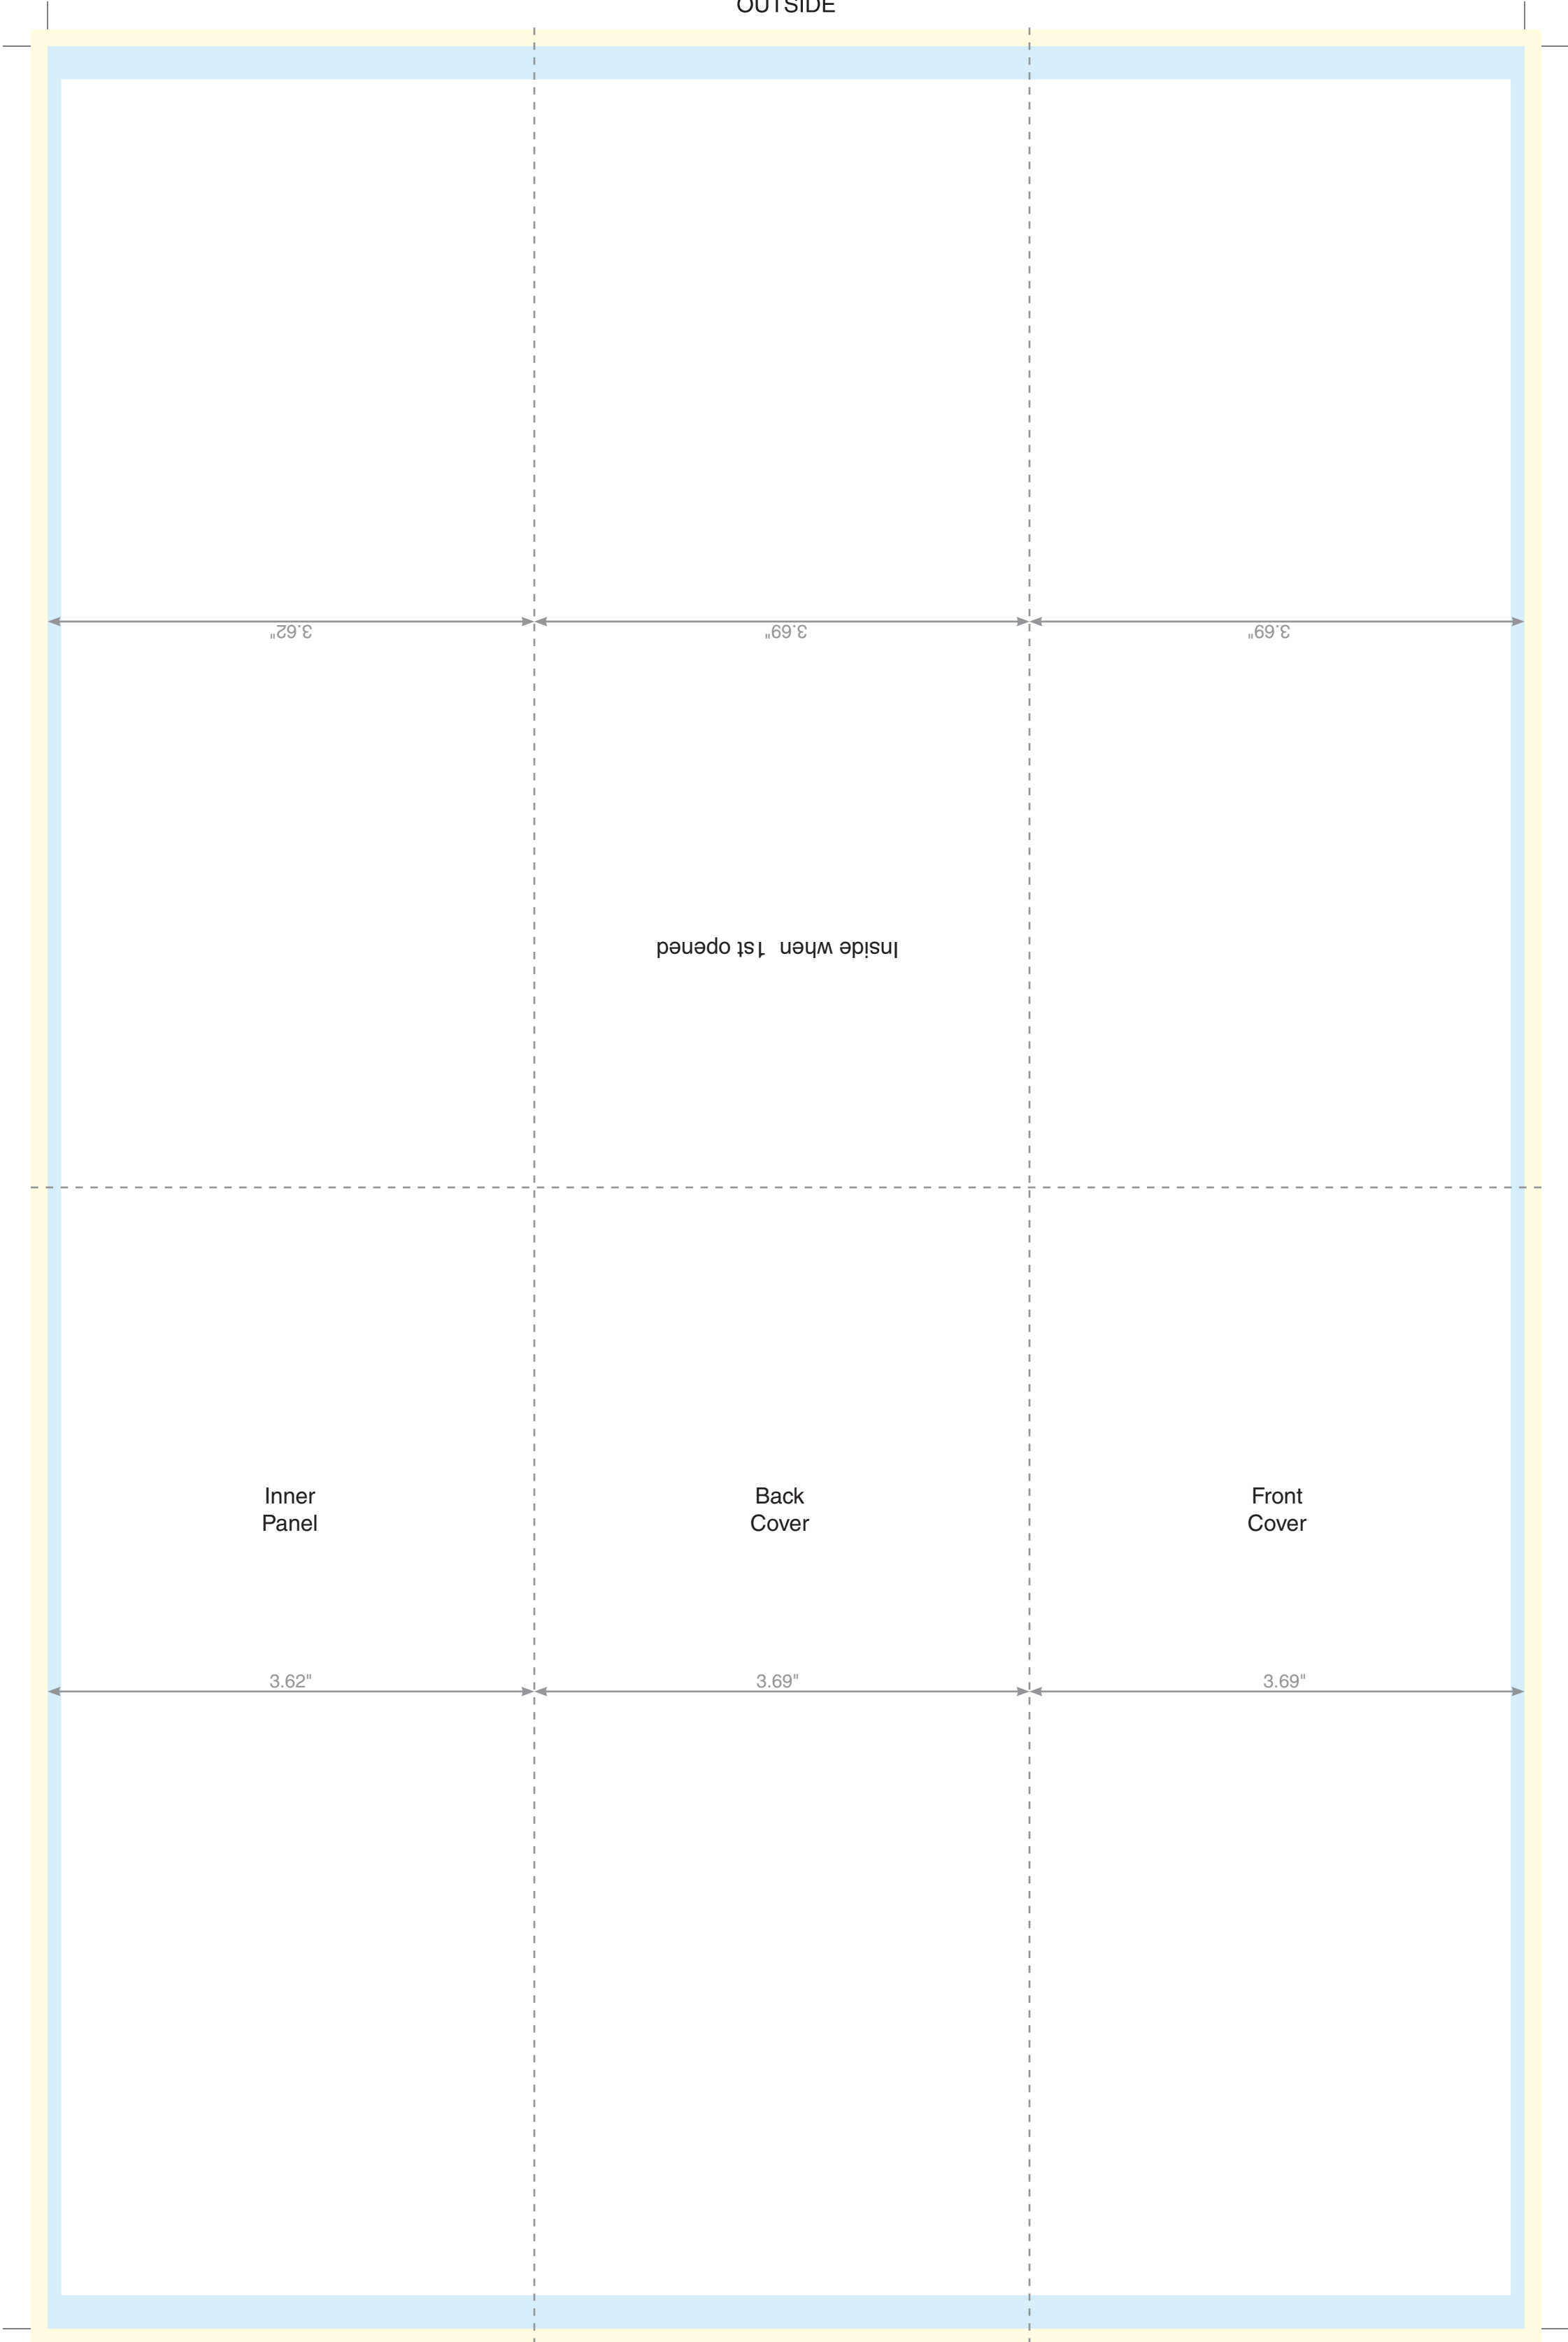 OUTSIDE
3.62"
3.69"
3.69"
Inside when 1st opened
Inner
Panel
Back
Cover
Front
Cover
3.62"
3.69"
3.69"